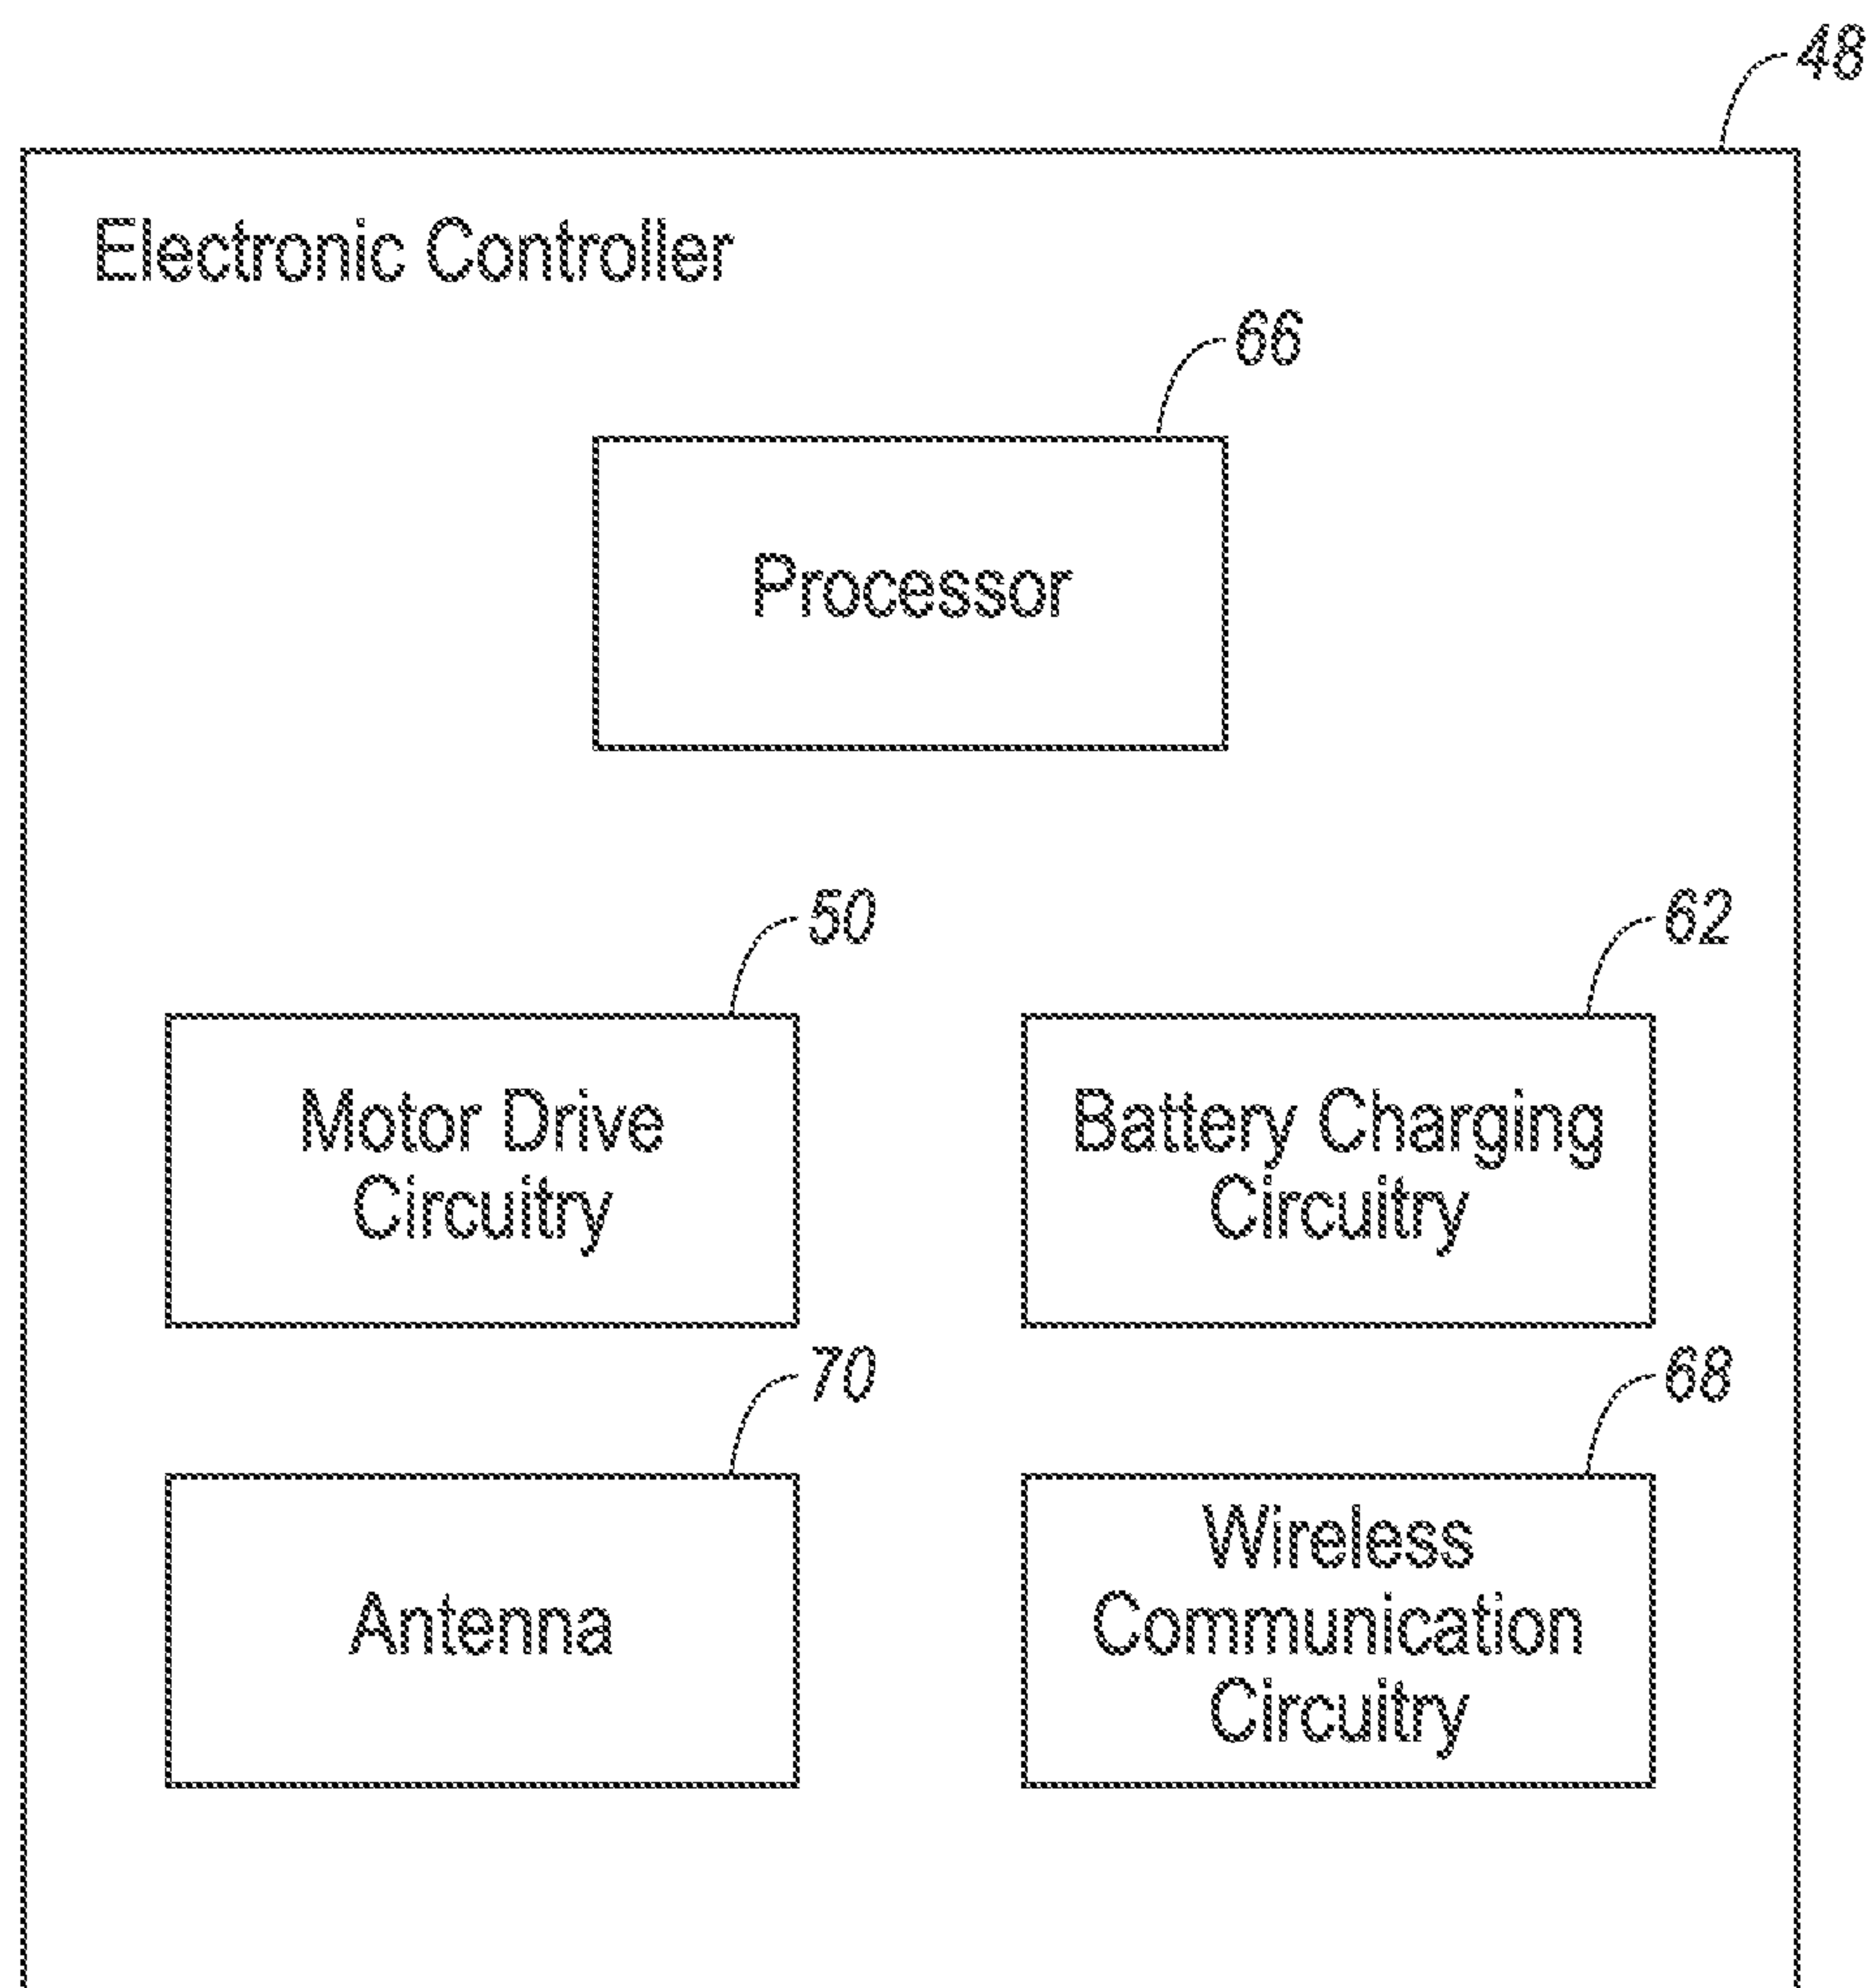 48
Electronic Controller
66
Processor
50
62
Motor Drive
Circuitry
Battery Charging
Circuitry
70
68
Antenna
Wireless
Communication
Circuitry